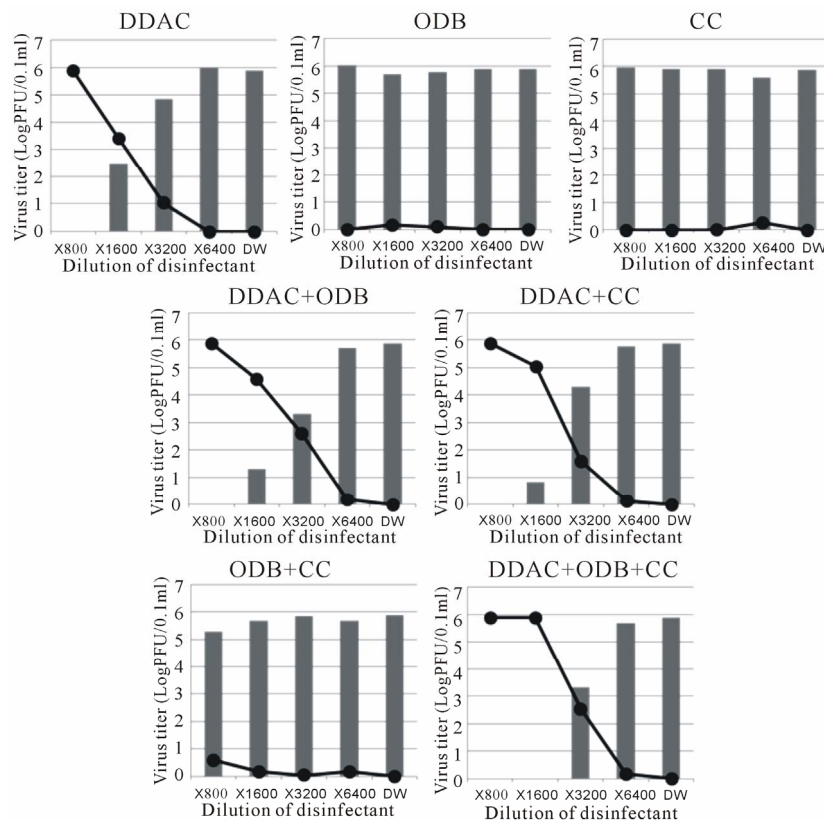 DDAC
Virus titer (LogPFU/0.1ml)
7
6
5
4
3
2
1
0
X800 X1600 X3200 X6400 DW
Dilution of disinfectant
ODB
Virus titer (LogPFU/0.1ml)
7
6
5
4
3
2
1
0
X800 X1600 X3200 X6400 DW
Dilution of disinfectant
CC
Virus titer (LogPFU/0.1ml)
7
6
5
4
3
2
1
0
X800 X1600 X3200 X6400 DW
Dilution of disinfectant
DDAC+ODB
Virus titer (LogPFU/0.1ml)
7
6
5
4
3
2
1
0
X800 X1600 X3200 X6400 DW
Dilution of disinfectant
DDAC+CC
Virus titer (LogPFU/0.1ml)
7
6
5
4
3
2
1
0
X800 X1600 X3200 X6400 DW
Dilution of disinfectant
ODB+CC
Virus titer (LogPFU/0.1ml)
7
6
5
4
3
2
1
0
X800 X1600 X3200 X6400 DW
Dilution of disinfectant
DDAC+ODB+CC
Virus titer (LogPFU/0.1ml)
7
6
5
4
3
2
1
0
X800 X1600 X3200 X6400 DW
Dilution of disinfectant